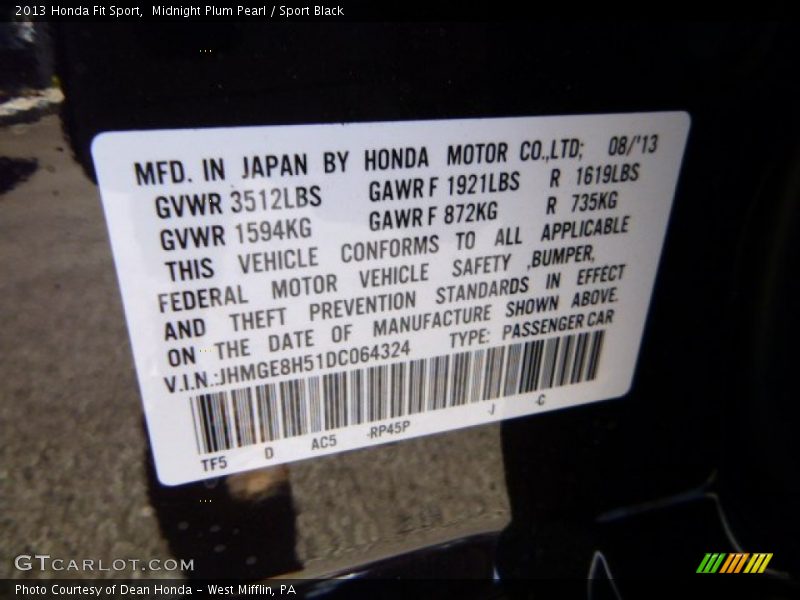 2013 Honda Fit Sport,  Midnight Plum Pearl / Sport Black
MFD. IN JAPAN BY HONDA MOTOR CO.,LTD; 08/'13
GVWR 3512LBS GAWR F 1921LBS R 1619LBS
GVWR 1594KG GAWR F 872KG R 735KG
THIS VEHICLE CONFORMS TO ALL APPLICABLE
FEDERAL MOTOR VEHICLE SAFETY ,BUMPER,
AND THEFT PREVENTION STANDARDS IN EFFECT
ON THE DATE OF MANUFACTURE SHOWN ABOVE.
V.I.N.:JHMGE8H51DC064324 TYPE: PASSENGER CAR
TF5 D AC5 -RP45P -J -C
GTCARLOT.COM
Photo Courtesy of Dean Honda - West Mifflin, PA